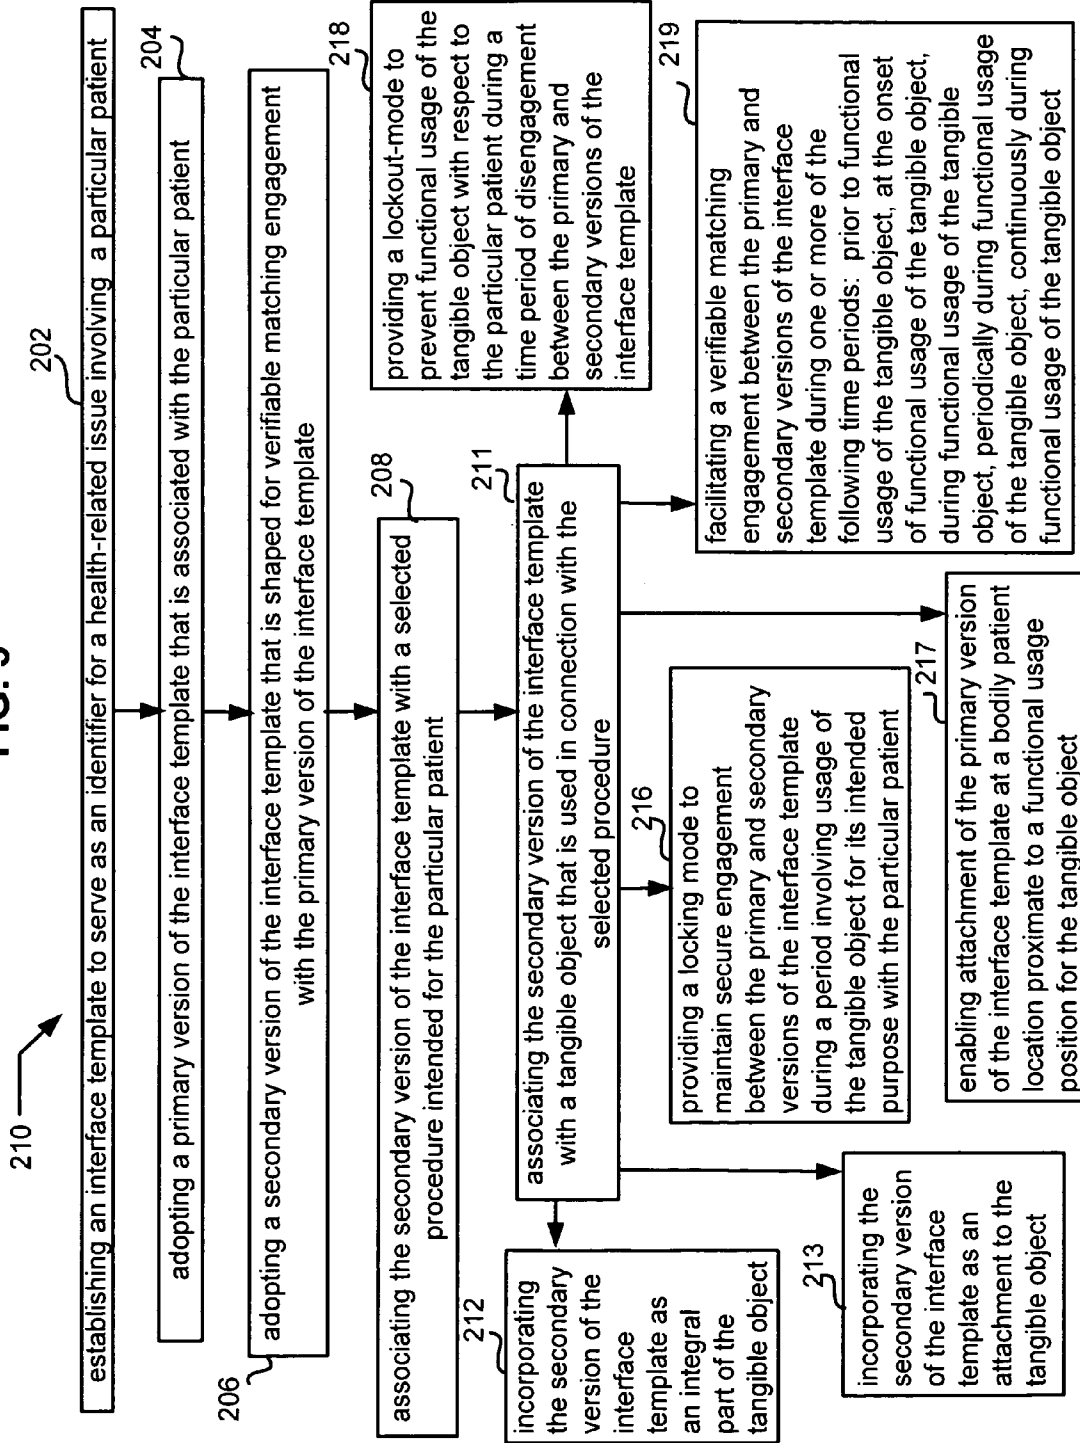 210
establishing an interface template to serve as an identifier for a health-related issue involving a particular patient
202
adopting a primary version of the interface template that is associated with the particular patient
204
adopting a secondary version of the interface template that is shaped for verifiable matching engagement
with the primary version of the interface template
206
associating the secondary version of the interface template with a selected
procedure intended for the particular patient
208
associating the secondary version of the interface template
with a tangible object that is used in connection with the
selected procedure
211
212
incorporating
the secondary
version of the
interface
template as
an integral
part of the
tangible object
213
incorporating the
secondary version
of the interface
template as an
attachment to the
tangible object
216
providing a locking mode to
maintain secure engagement
between the primary and secondary
versions of the interface template
during a period involving usage of
the tangible object for its intended
purpose with the particular patient
217
enabling attachment of the primary version
of the interface template at a bodily patient
location proximate to a functional usage
position for the tangible object
218
providing a lockout-mode to
prevent functional usage of the
tangible object with respect to
the particular patient during a
time period of disengagement
between the primary and
secondary versions of the
interface template
219
facilitating a verifiable matching
engagement between the primary and
secondary versions of the interface
template during one or more of the
following time periods: prior to functional
usage of the tangible object, at the onset
of functional usage of the tangible object,
during functional usage of the tangible
object, periodically during functional usage
of the tangible object, continuously during
functional usage of the tangible object